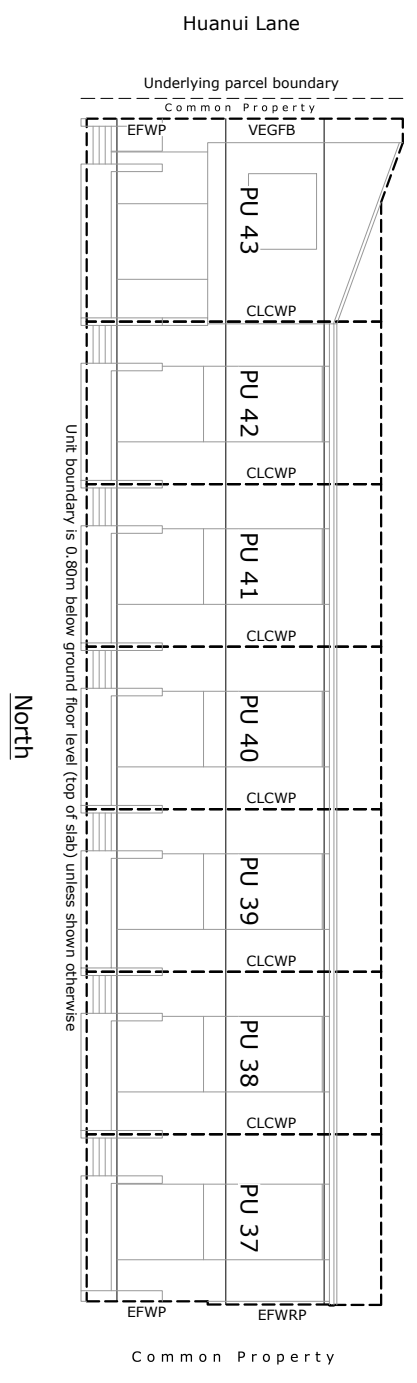 Huanui Lane
Underlying parcel boundary
Common Property
EFWP
VEGFB
PU 43
CLCWP
PU 42
CLCWP
PU 41
CLCWP
PU 40
CLCWP
PU 39
CLCWP
PU 38
CLCWP
PU 37
EFWP
EFWRP
Common Property
Unit boundary is 0.80m below ground floor level (top of slab) unless shown otherwise
North